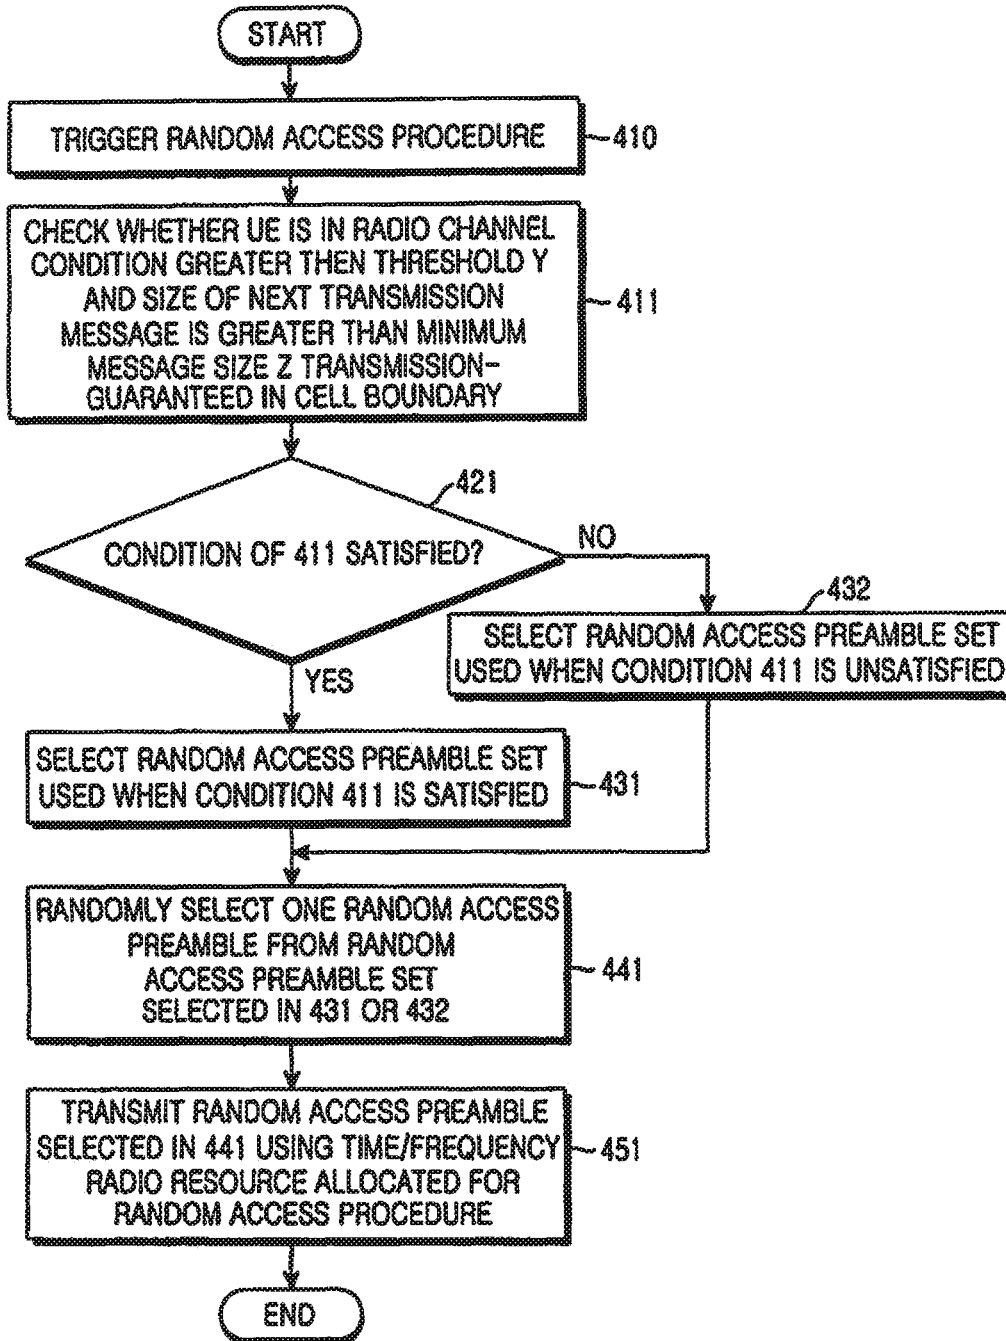 START
TRIGGER RANDOM ACCESS PROCEDURE
410
CHECK WHETHER UE IS IN RADIO CHANNEL
CONDITION GREATER THEN THRESHOLD Y
AND SIZE OF NEXT TRANSMISSION
MESSAGE IS GREATER THAN MINIMUM
MESSAGE SIZE Z TRANSMISSION-
GUARANTEED IN CELL BOUNDARY
411
421
CONDITION OF 411 SATISFIED?
NO
432
SELECT RANDOM ACCESS PREAMBLE SET
USED WHEN CONDITION 411 IS UNSATISFIED
YES
SELECT RANDOM ACCESS PREAMBLE SET
USED WHEN CONDITION 411 IS SATISFIED
431
RANDOMLY SELECT ONE RANDOM ACCESS
PREAMBLE FROM RANDOM
ACCESS PREAMBLE SET
SELECTED IN 431 OR 432
441
TRANSMIT RANDOM ACCESS PREAMBLE
SELECTED IN 441 USING TIME/FREQUENCY
RADIO RESOURCE ALLOCATED FOR
RANDOM ACCESS PROCEDURE
451
END